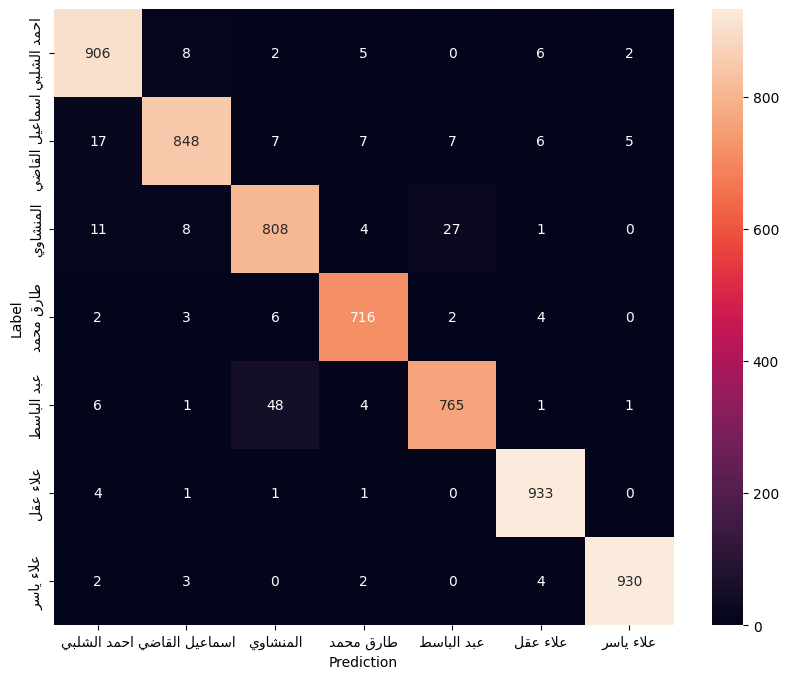 احمد الشلبي 906 8 2 5 0 6 2
اسماعيل القاضي 17 848 7 7 7 6 5
المنشاوي 11 8 808 4 27 1 0
طارق محمد 2 3 6 716 2 4 0
عبد الباسط 6 1 48 4 765 1 1
علاء عقل 4 1 1 1 0 933 0
علاء ياسر 2 3 0 2 0 4 930
احمد الشلبي اسماعيل القاضي المنشاوي طارق محمد عبد الباسط علاء عقل علاء ياسر
Prediction
Label
800
600
400
200
0